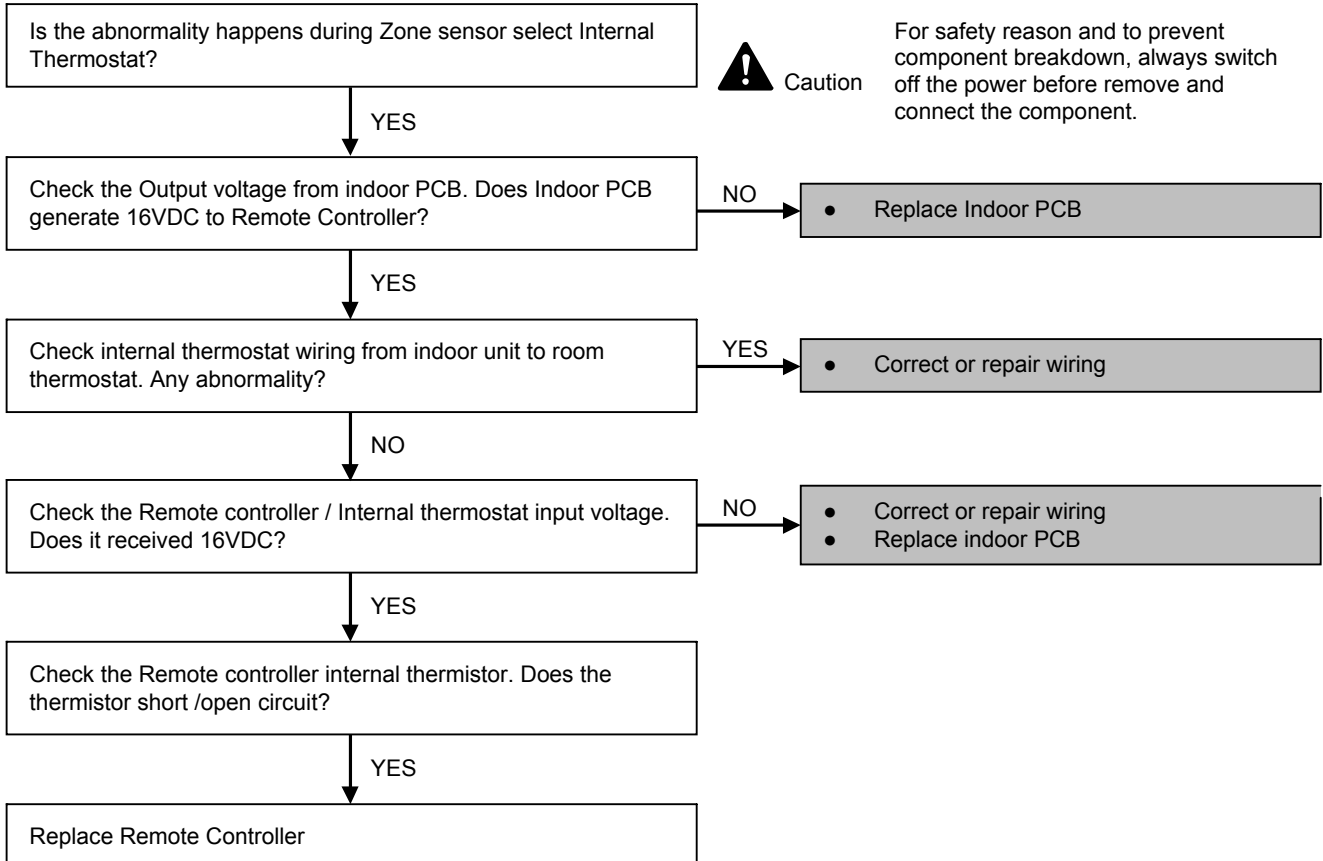 Is the abnormality happens during Zone sensor select Internal
Thermostat?
Caution
For safety reason and to prevent
component breakdown, always switch
off the power before remove and
connect the component.
YES
Check the Output voltage from indoor PCB. Does Indoor PCB
generate 16VDC to Remote Controller?
NO
● Replace Indoor PCB
YES
Check internal thermostat wiring from indoor unit to room
thermostat. Any abnormality?
YES
● Correct or repair wiring
NO
Check the Remote controller / Internal thermostat input voltage.
Does it received 16VDC?
NO
● Correct or repair wiring
● Replace indoor PCB
YES
Check the Remote controller internal thermistor. Does the
thermistor short /open circuit?
YES
Replace Remote Controller